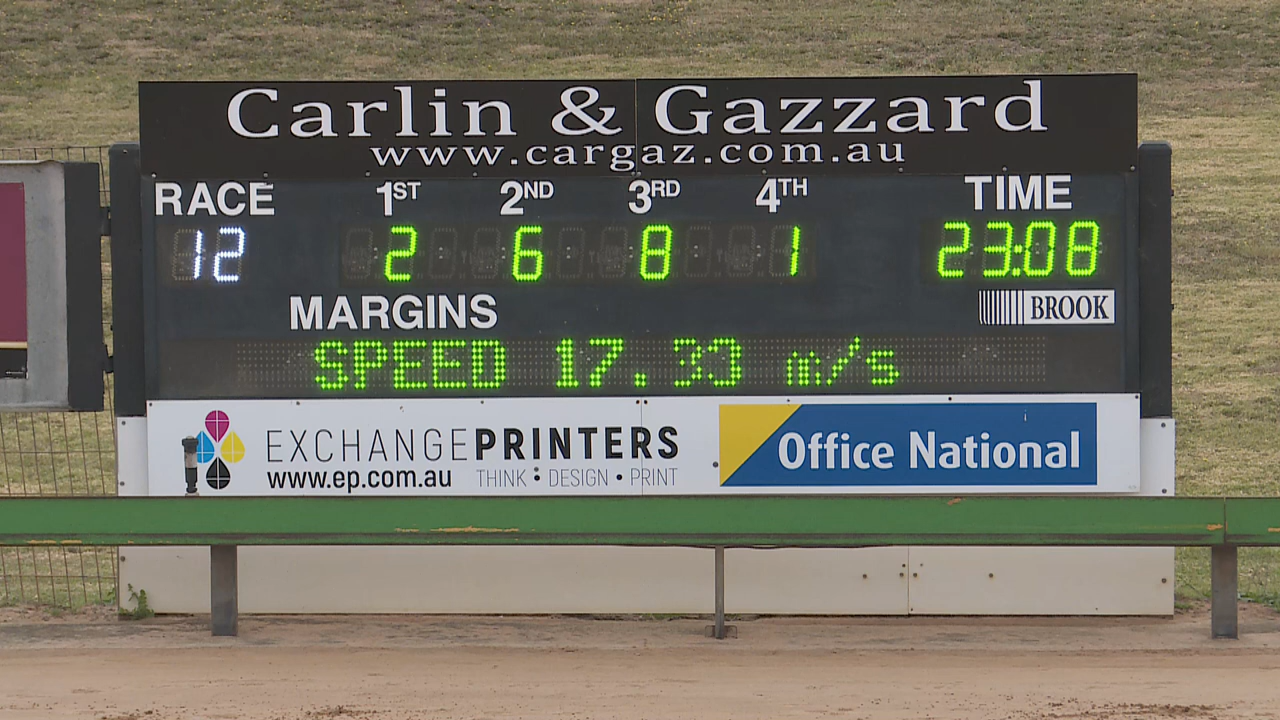 Carlin & Gazzard
www.cargaz.com.au
RACE 1ST 2ND 3RD 4TH TIME
12 2 6 8 1 23:08
MARGINS BROOK
SPEED 17.33 m/s
EXCHANGEPRINTERS
www.ep.com.au THINK : DESIGN • PRINT
Office National